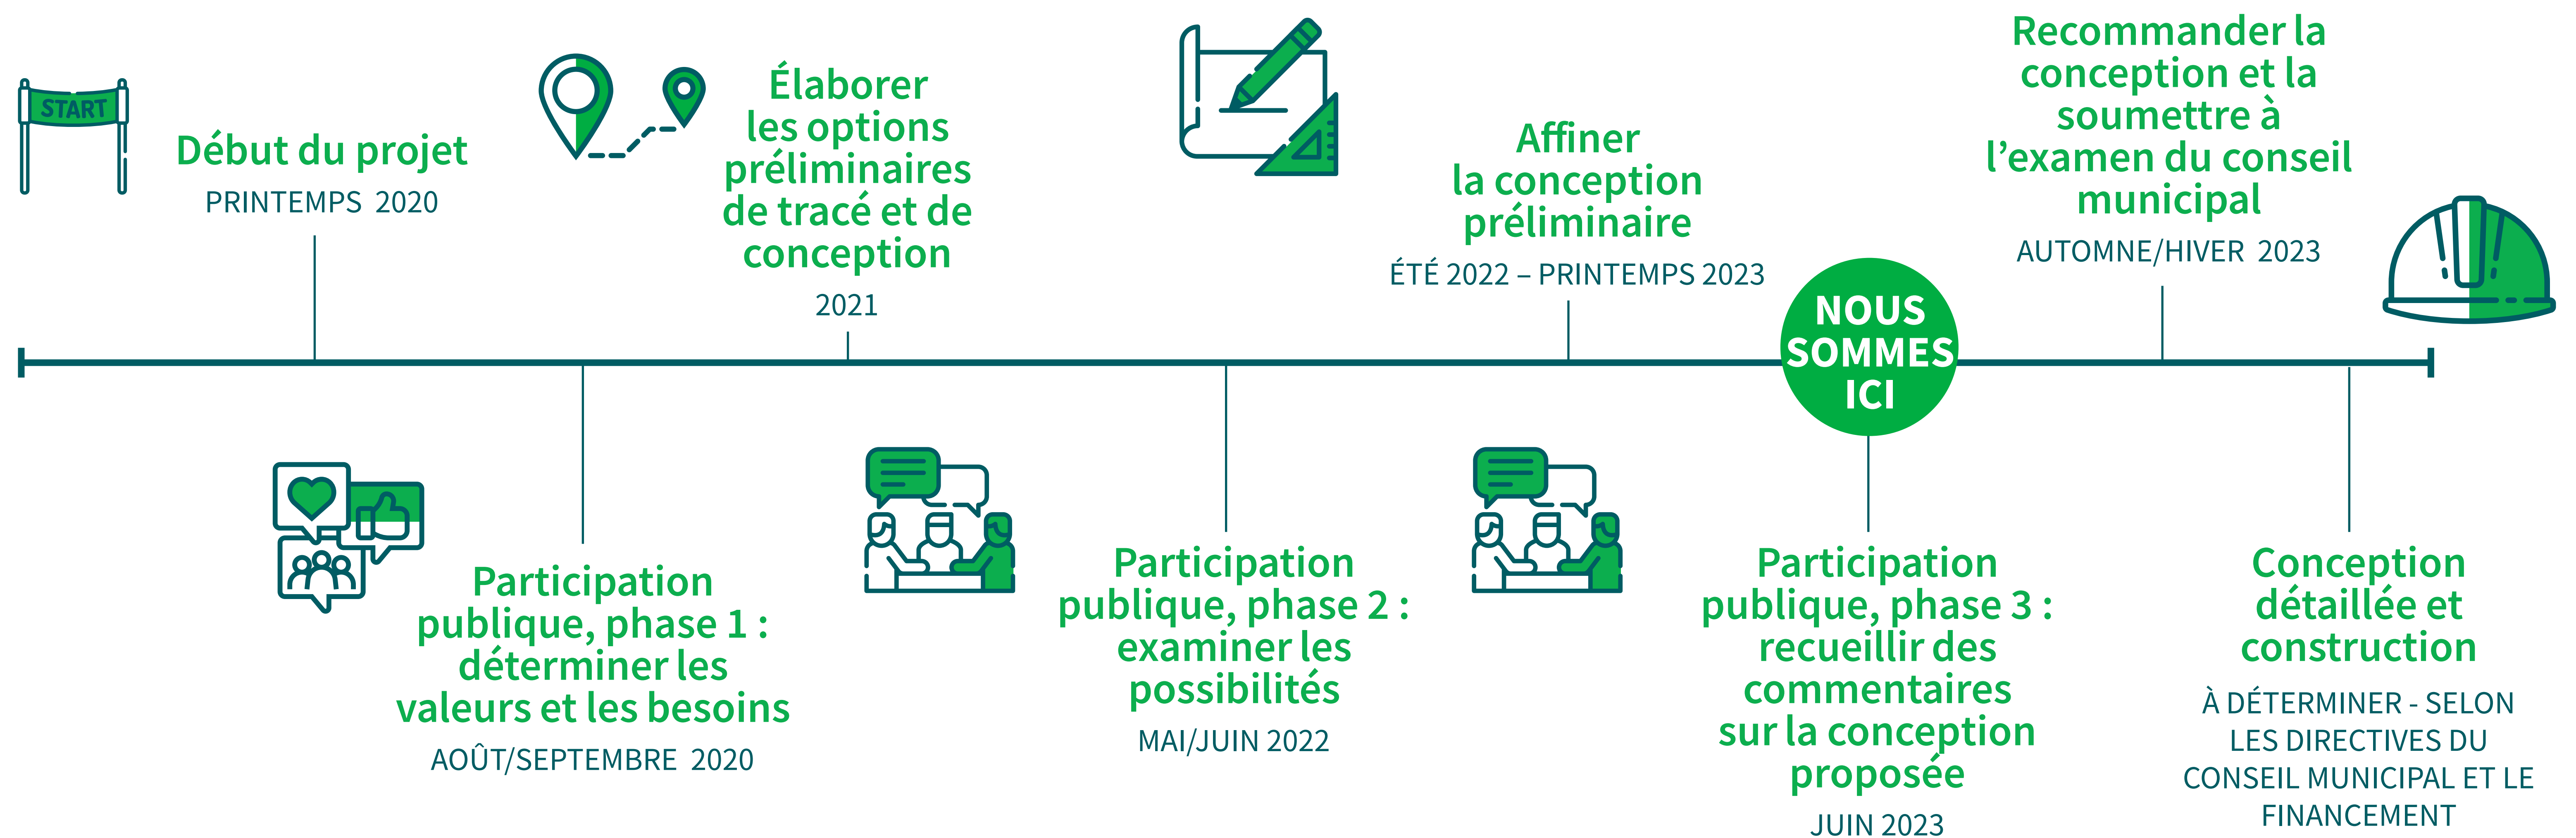 START
Début du projet
PRINTEMPS 2020
Participation
publique, phase 1 :
déterminer les
valeurs et les besoins
AOÛT/SEPTEMBRE 2020
Élaborer
les options
préliminaires
de tracé et de
conception
2021
Participation
publique, phase 2 :
examiner les
possibilités
MAI/JUIN 2022
Affiner
la conception
préliminaire
ÉTÉ 2022 – PRINTEMPS 2023
NOUS
SOMMES
ICI
Participation
publique, phase 3 :
recueillir des
commentaires
sur la conception
proposée
JUIN 2023
Recommander la
conception et la
soumettre à
l’examen du conseil
municipal
AUTOMNE/HIVER 2023
Conception
détaillée et
construction
À DÉTERMINER - SELON
LES DIRECTIVES DU
CONSEIL MUNICIPAL ET LE
FINANCEMENT